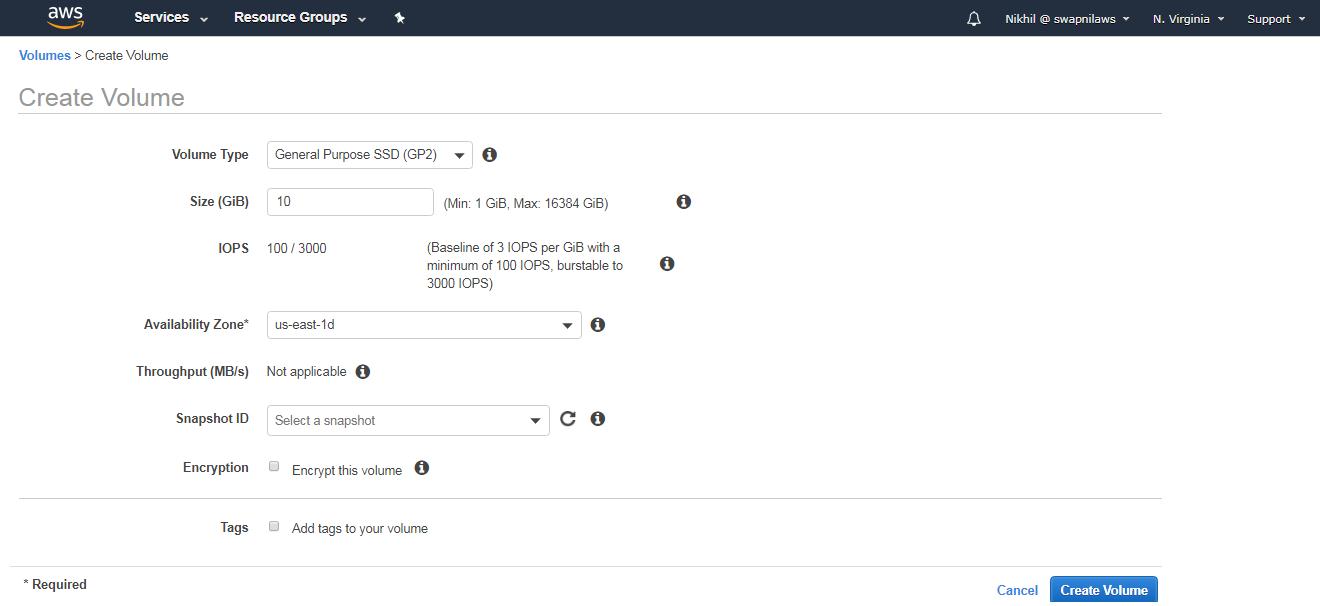 aws Services Resource Groups Nikhil @ swapnilaws N. Virginia Support
Volumes > Create Volume
Create Volume
Volume Type General Purpose SSD (GP2)
Size (GiB) 10 (Min: 1 GiB, Max: 16384 GiB)
IOPS 100 / 3000 (Baseline of 3 IOPS per GiB with a
minimum of 100 IOPS, burstable to
3000 IOPS)
Availability Zone* us-east-1d
Throughput (MB/s) Not applicable
Snapshot ID Select a snapshot
Encryption Encrypt this volume
Tags Add tags to your volume
* Required
Cancel Create Volume